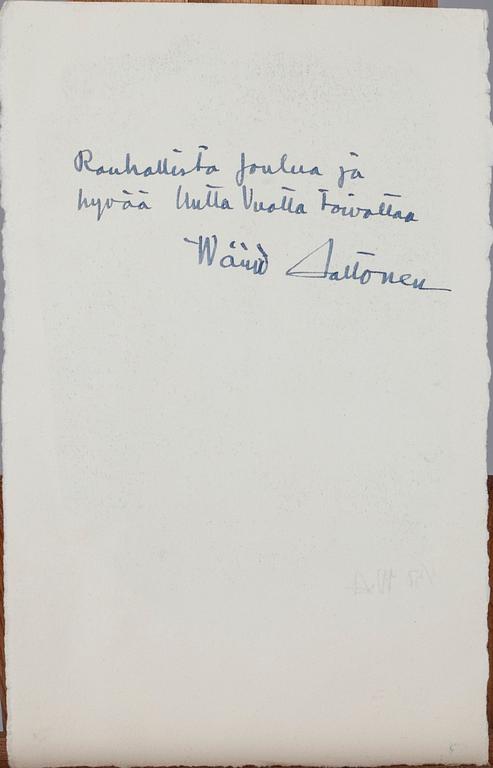 Rauhallista Joulua ja
hyvää Uutta Vuotta toivottaa
Wäinö Aaltonen